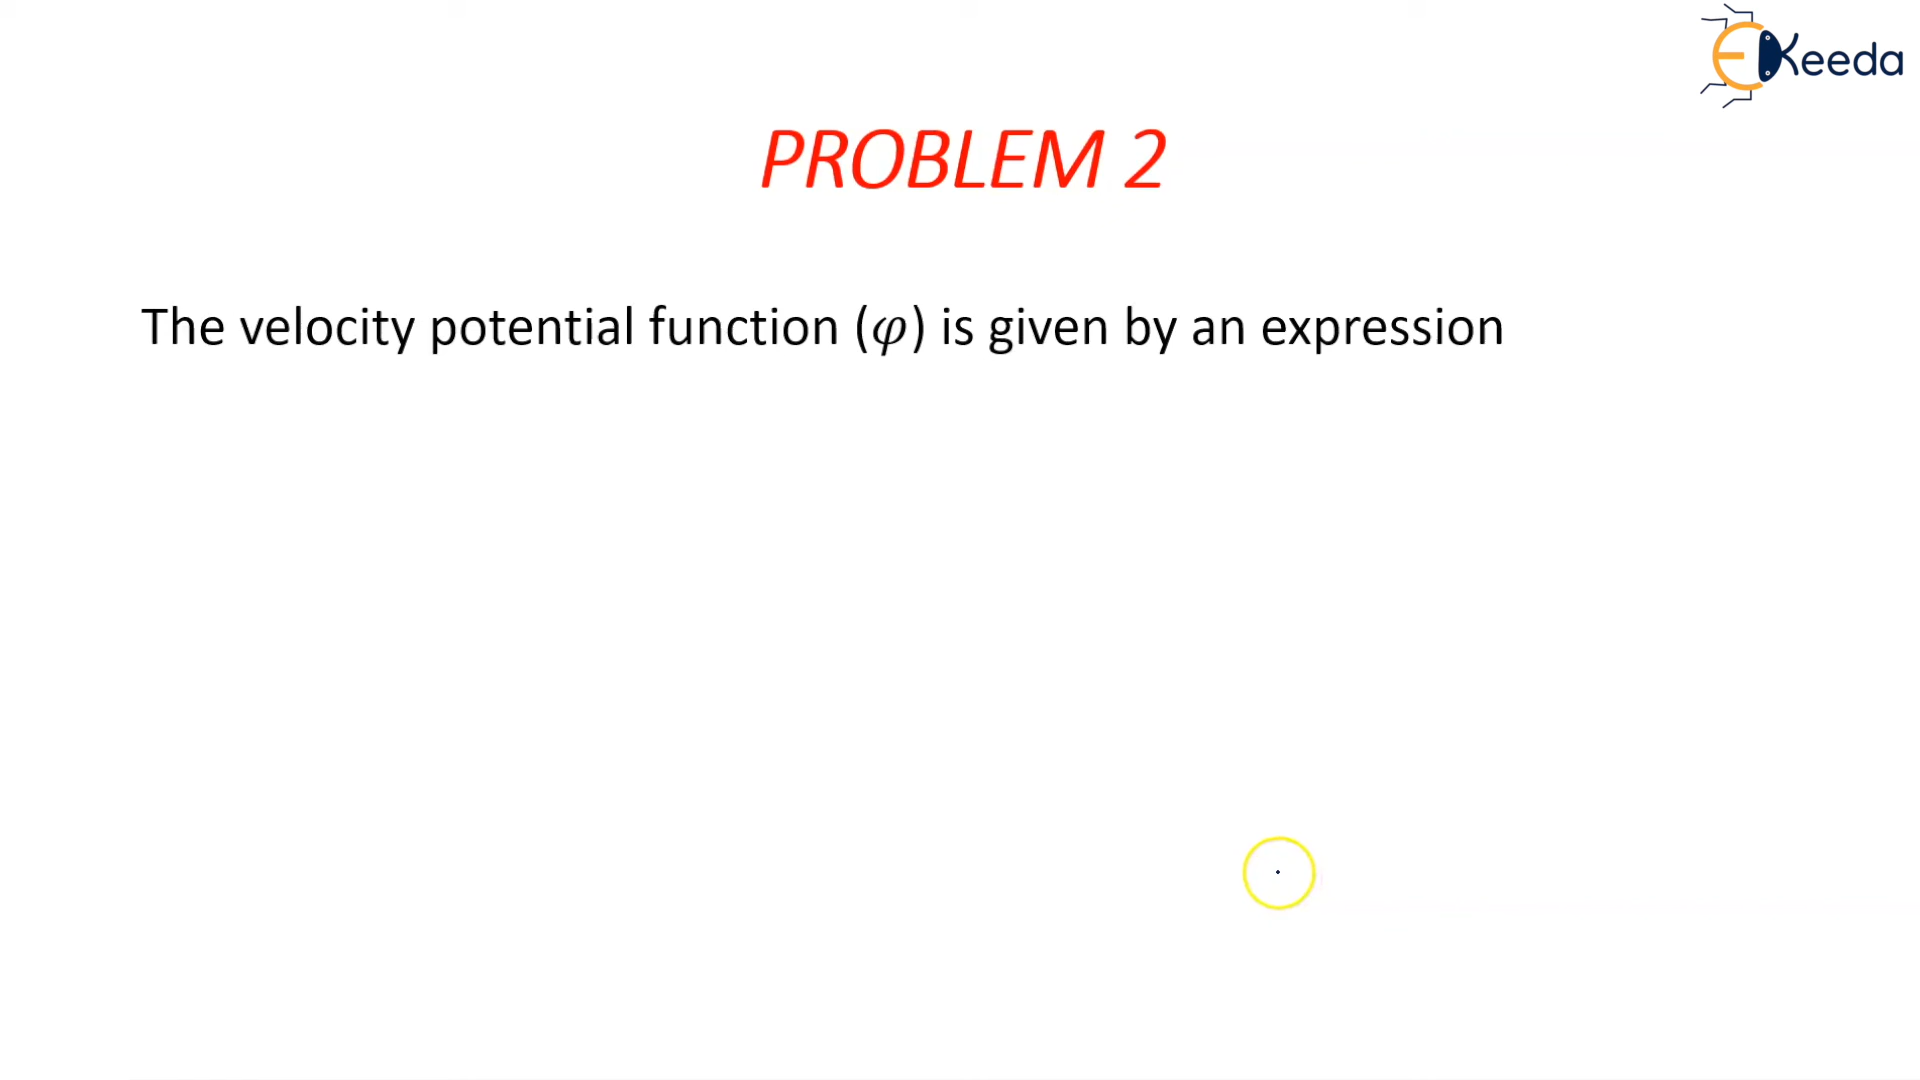 EKeeda
PROBLEM 2
The velocity potential function (φ) is given by an expression